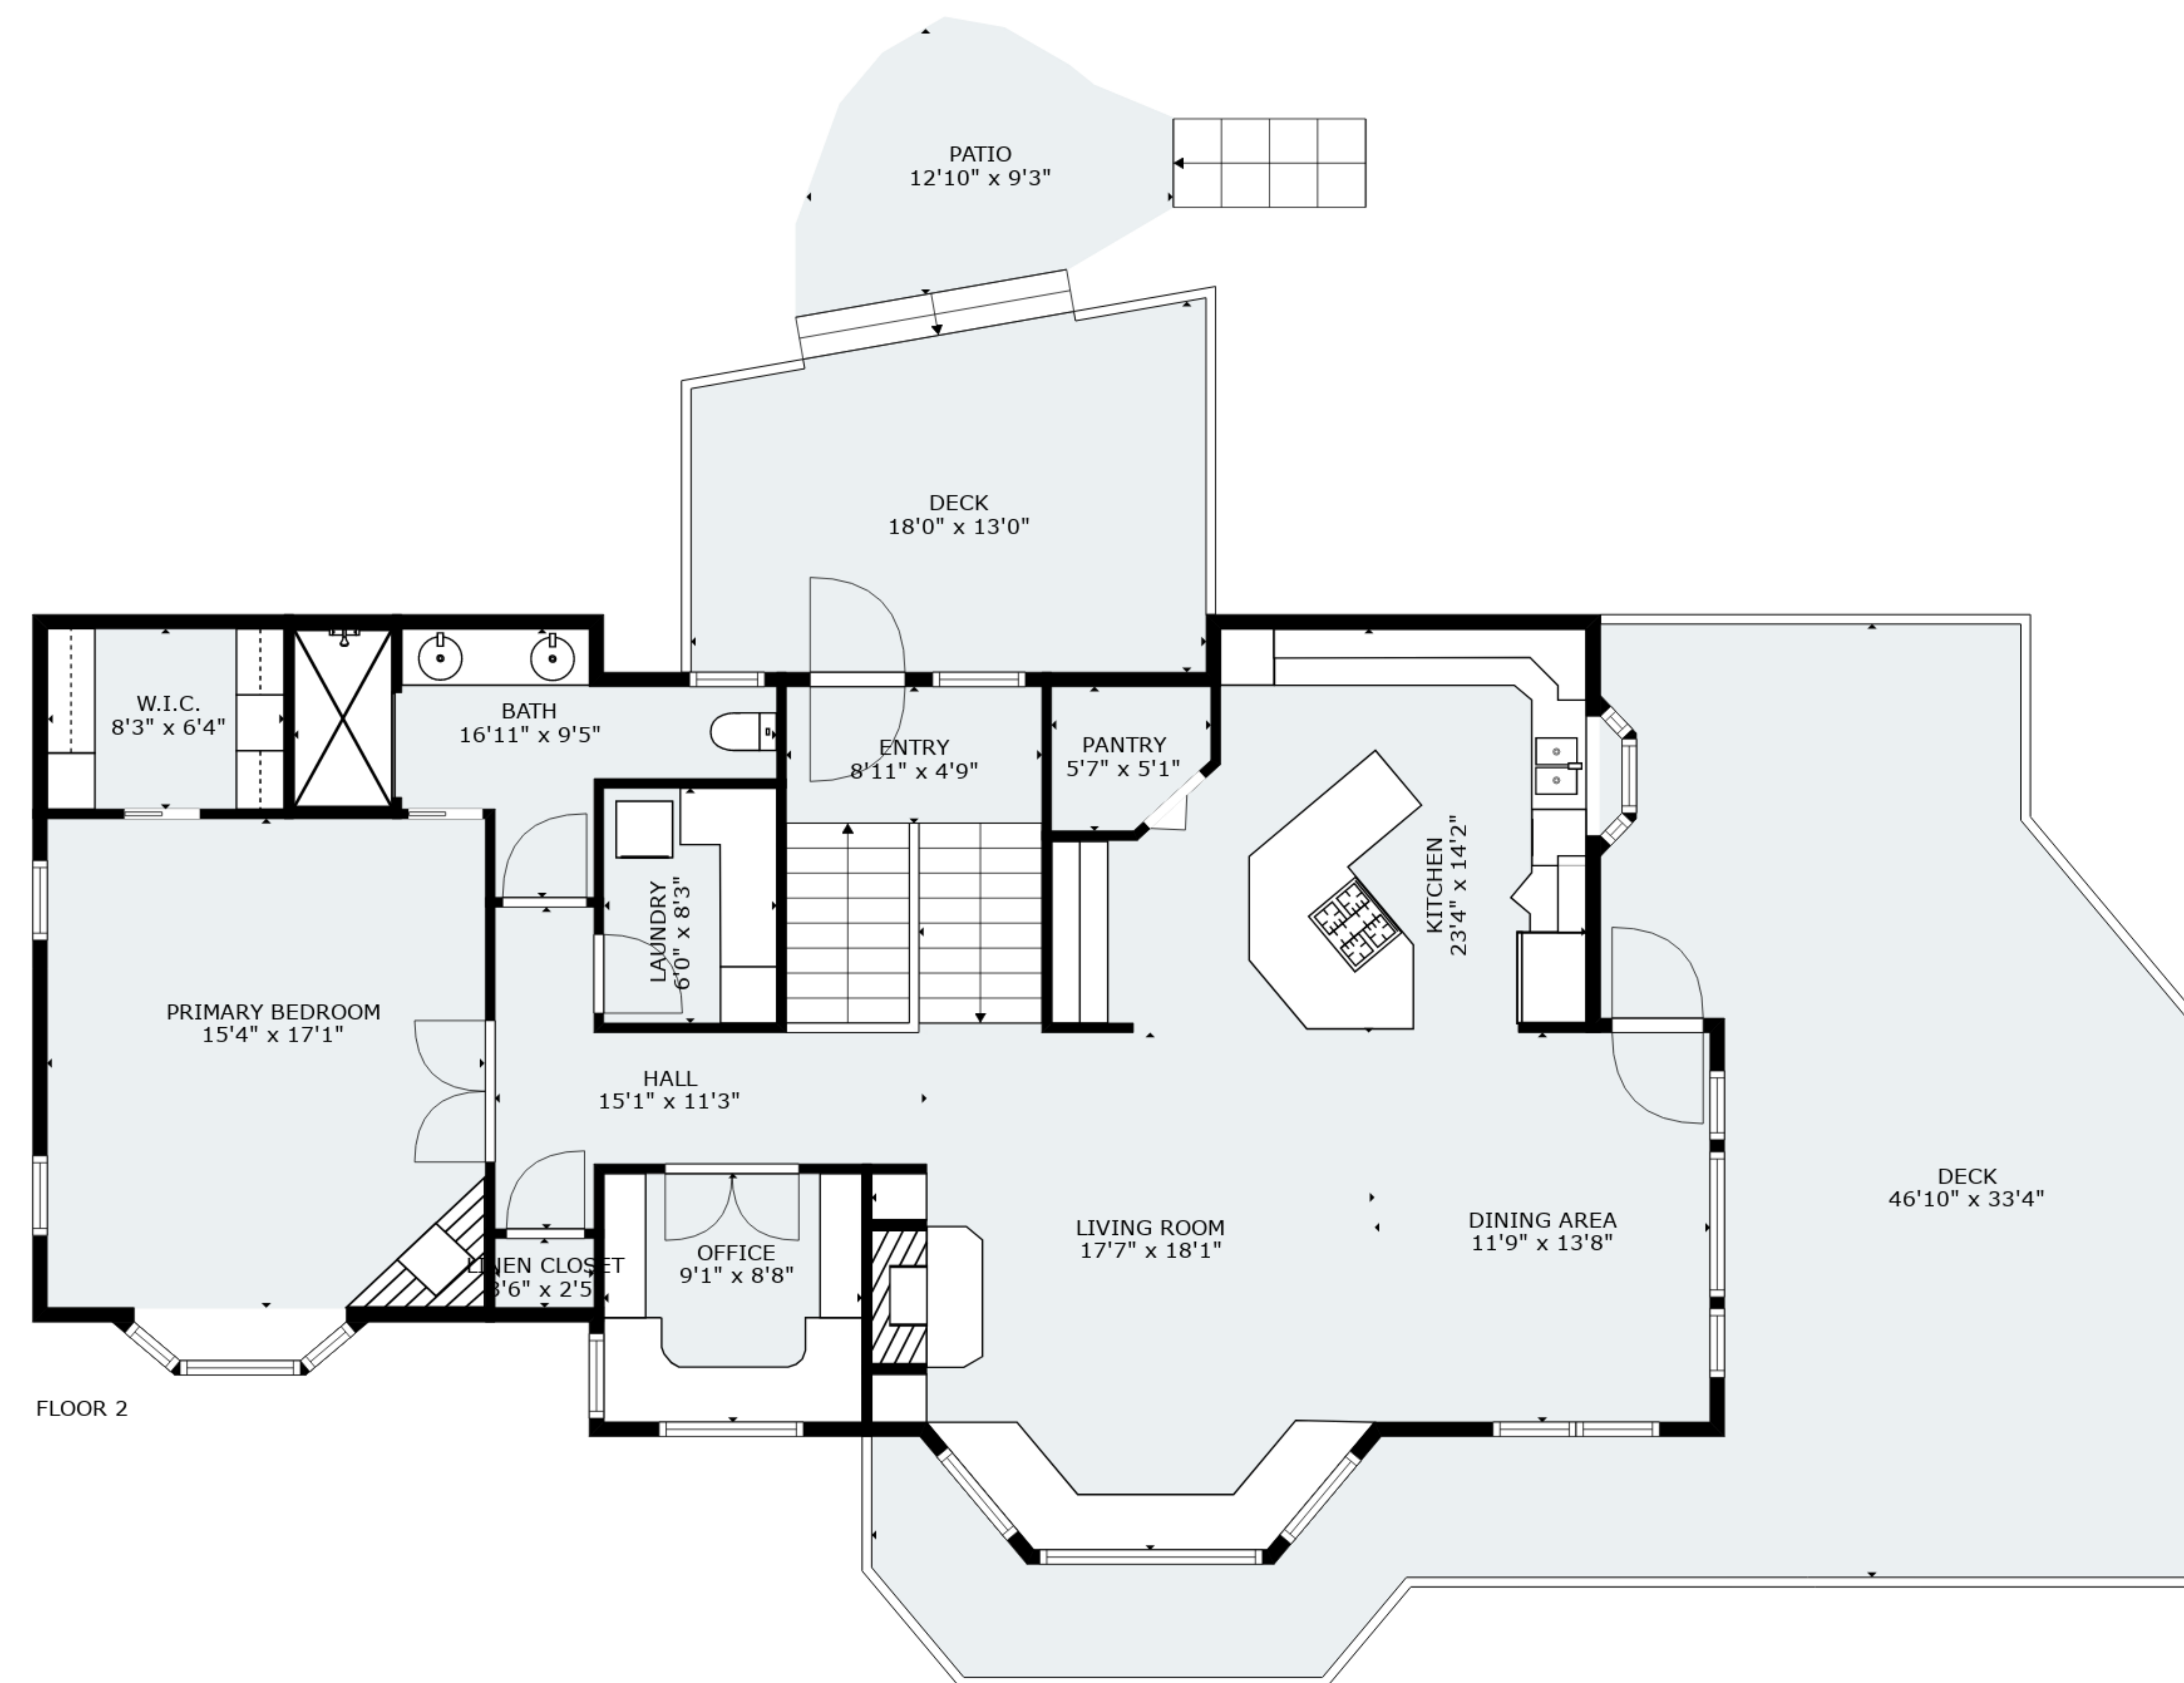 PATIO
12'10" x 9'3"
DECK
18'0" x 13'0"
W.I.C.
8'3" x 6'4"
BATH
16'11" x 9'5"
ENTRY
8'11" x 4'9"
PANTRY
5'7" x 5'1"
KITCHEN
23'4" x 14'2"
LAUNDRY
6'0" x 8'3"
PRIMARY BEDROOM
15'4" x 17'1"
HALL
15'1" x 11'3"
DECK
46'10" x 33'4"
LIVING ROOM
17'7" x 18'1"
DINING AREA
11'9" x 13'8"
OFFICE
9'1" x 8'8"
LINEN CLOSET
3'6" x 2'5
FLOOR 2